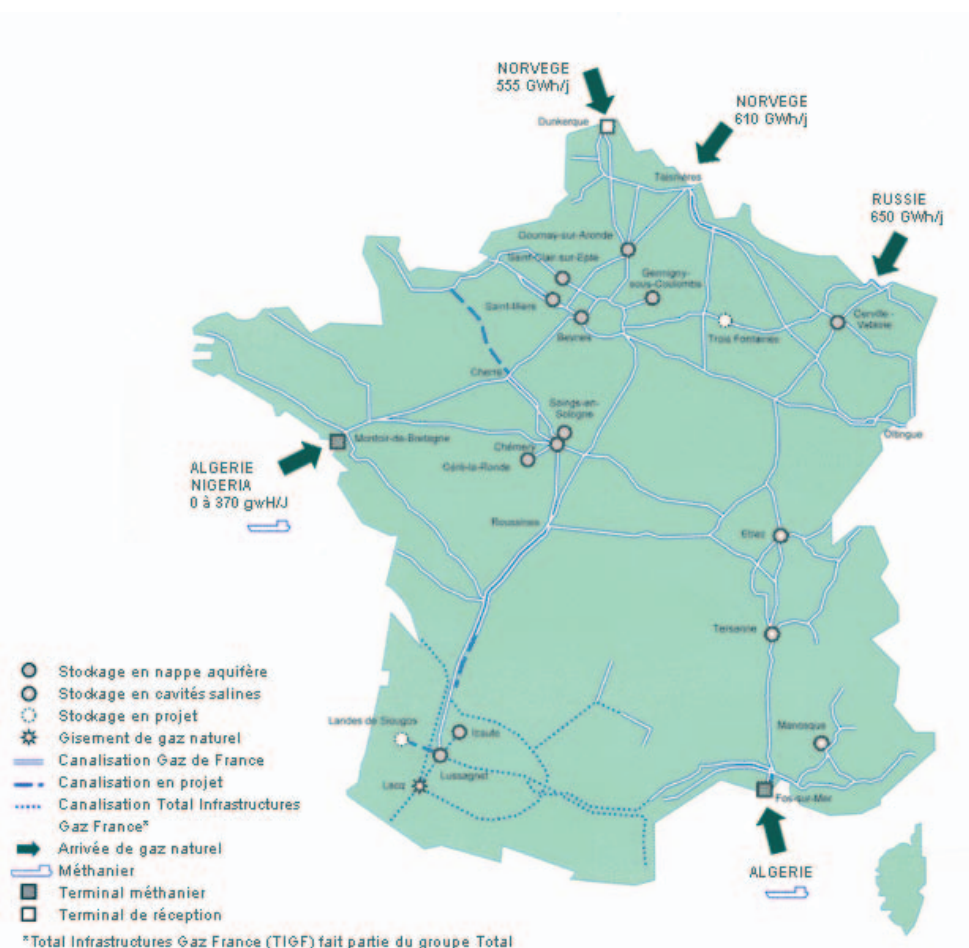 NORVEGE
555 GWh/j
NORVEGE
610 GWh/j
Dunkerque
Taisnières
RUSSIE
650 GWh/j
Gournay-sur-Aronde
Saint-Clair-sur-Epte
Germigny-
sous-Coulombs
Saint-Illiers
Beynes
Trois Fontaines
Cerville-
Velaine
Cherré
Soings-en-
Sologne
Oltingue
Montoir-de-Bretagne
Chémery
Céré-la-Ronde
ALGERIE
NIGERIA
0 à 370 gwH/J
Roussines
Etrez
Tersanne
Stockage en nappe aquifère
Stockage en cavités salines
Stockage en projet
Gisement de gaz naturel
Canalisation Gaz de France
Canalisation en projet
Canalisation Total Infrastructures
Gaz France*
Arrivée de gaz naturel
Méthanier
Terminal méthanier
Terminal de réception
Landes de Siougos
Izaute
Lussagnet
Lacq
Manosque
Fos-sur-Mer
ALGERIE
*Total Infrastructures Gaz France (TIGF) fait partie du groupe Total